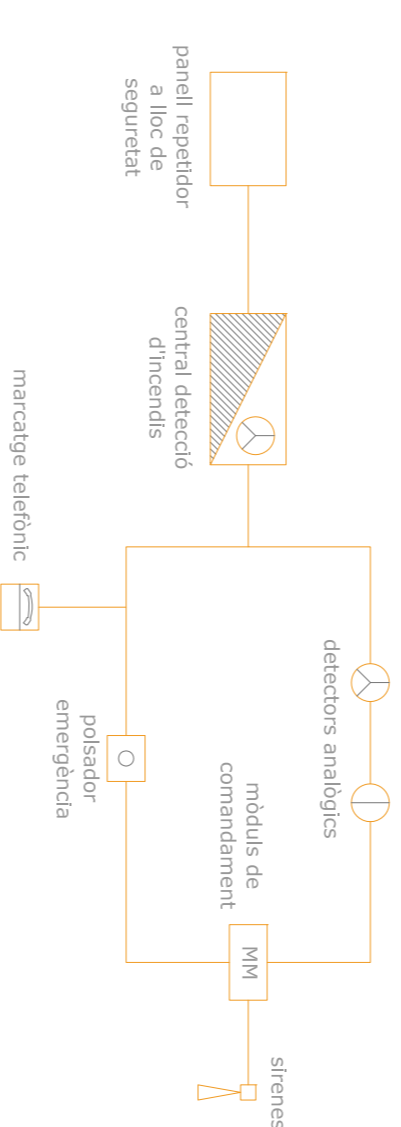 panell repetidor
a lloc de
seguretat
central detecció
d'incendis
marcatge telefònic
detectors analògics
polsador
emergència
mòduls de
comandament
MM
sirenes